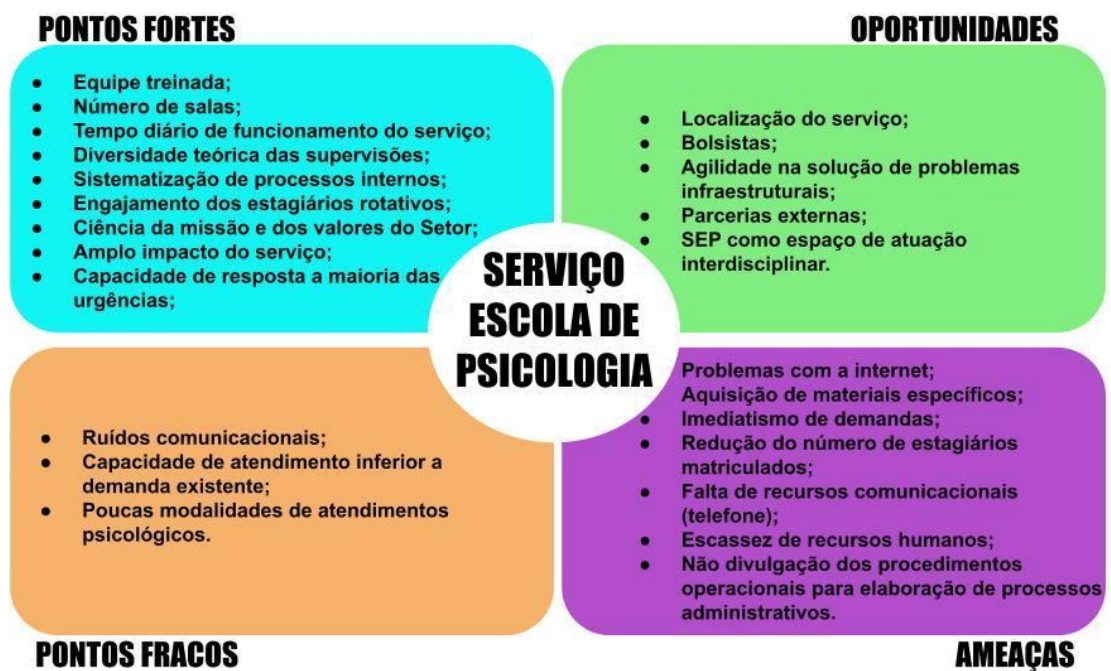 PONTOS FORTES
● Equipe treinada;
● Número de salas;
● Tempo diário de funcionamento do serviço;
● Diversidade teórica das supervisões;
● Sistematização de processos internos;
● Engajamento dos estagiários rotativos;
● Ciência da missão e dos valores do Setor;
● Amplo impacto do serviço;
● Capacidade de resposta a maioria das
urgências;
OPORTUNIDADES
● Localização do serviço;
● Bolsistas;
● Agilidade na solução de problemas
infraestruturais;
● Parcerias externas;
● SEP como espaço de atuação
interdisciplinar.
SERVIÇO
ESCOLA DE
PSICOLOGIA
● Ruídos comunicacionais;
● Capacidade de atendimento inferior a
demanda existente;
● Poucas modalidades de atendimentos
psicológicos.
PONTOS FRACOS
Problemas com a internet;
Aquisição de materiais específicos;
● Imediatismo de demandas;
● Redução do número de estagiários
matriculados;
● Falta de recursos comunicacionais
(telefone);
● Escassez de recursos humanos;
● Não divulgação dos procedimentos
operacionais para elaboração de processos
administrativos.
AMEAÇAS